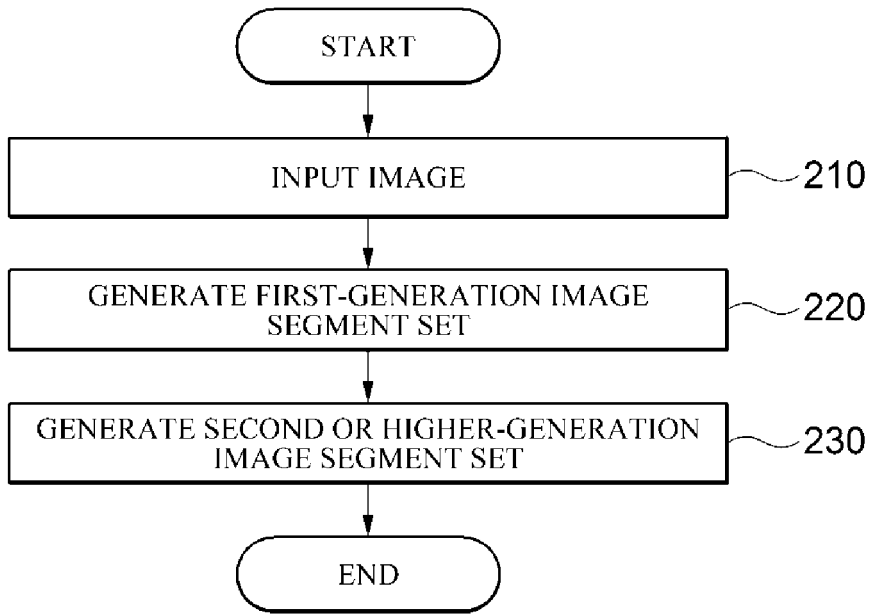 START
INPUT IMAGE
210
GENERATE FIRST-GENERATION IMAGE
SEGMENT SET
220
GENERATE SECOND OR HIGHER-GENERATION
IMAGE SEGMENT SET
230
END